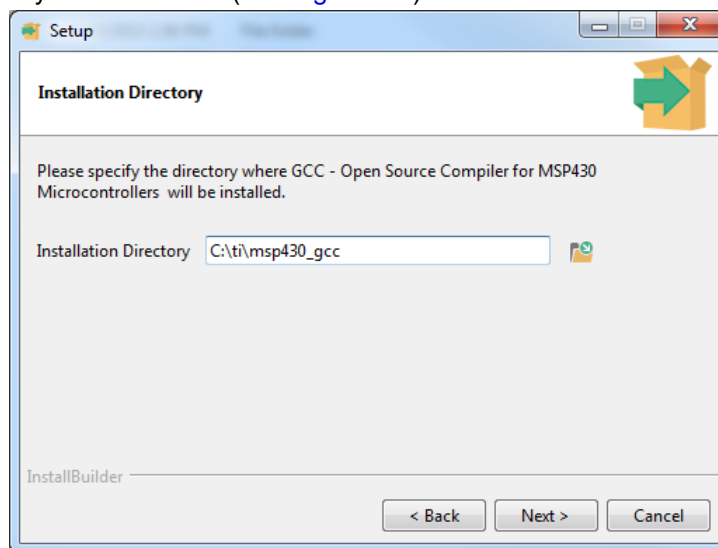 Setup
Installation Directory
Please specify the directory where GCC - Open Source Compiler for MSP430
Microcontrollers will be installed.
Installation Directory C:\ti\msp430_gcc
InstallBuilder
< Back Next > Cancel